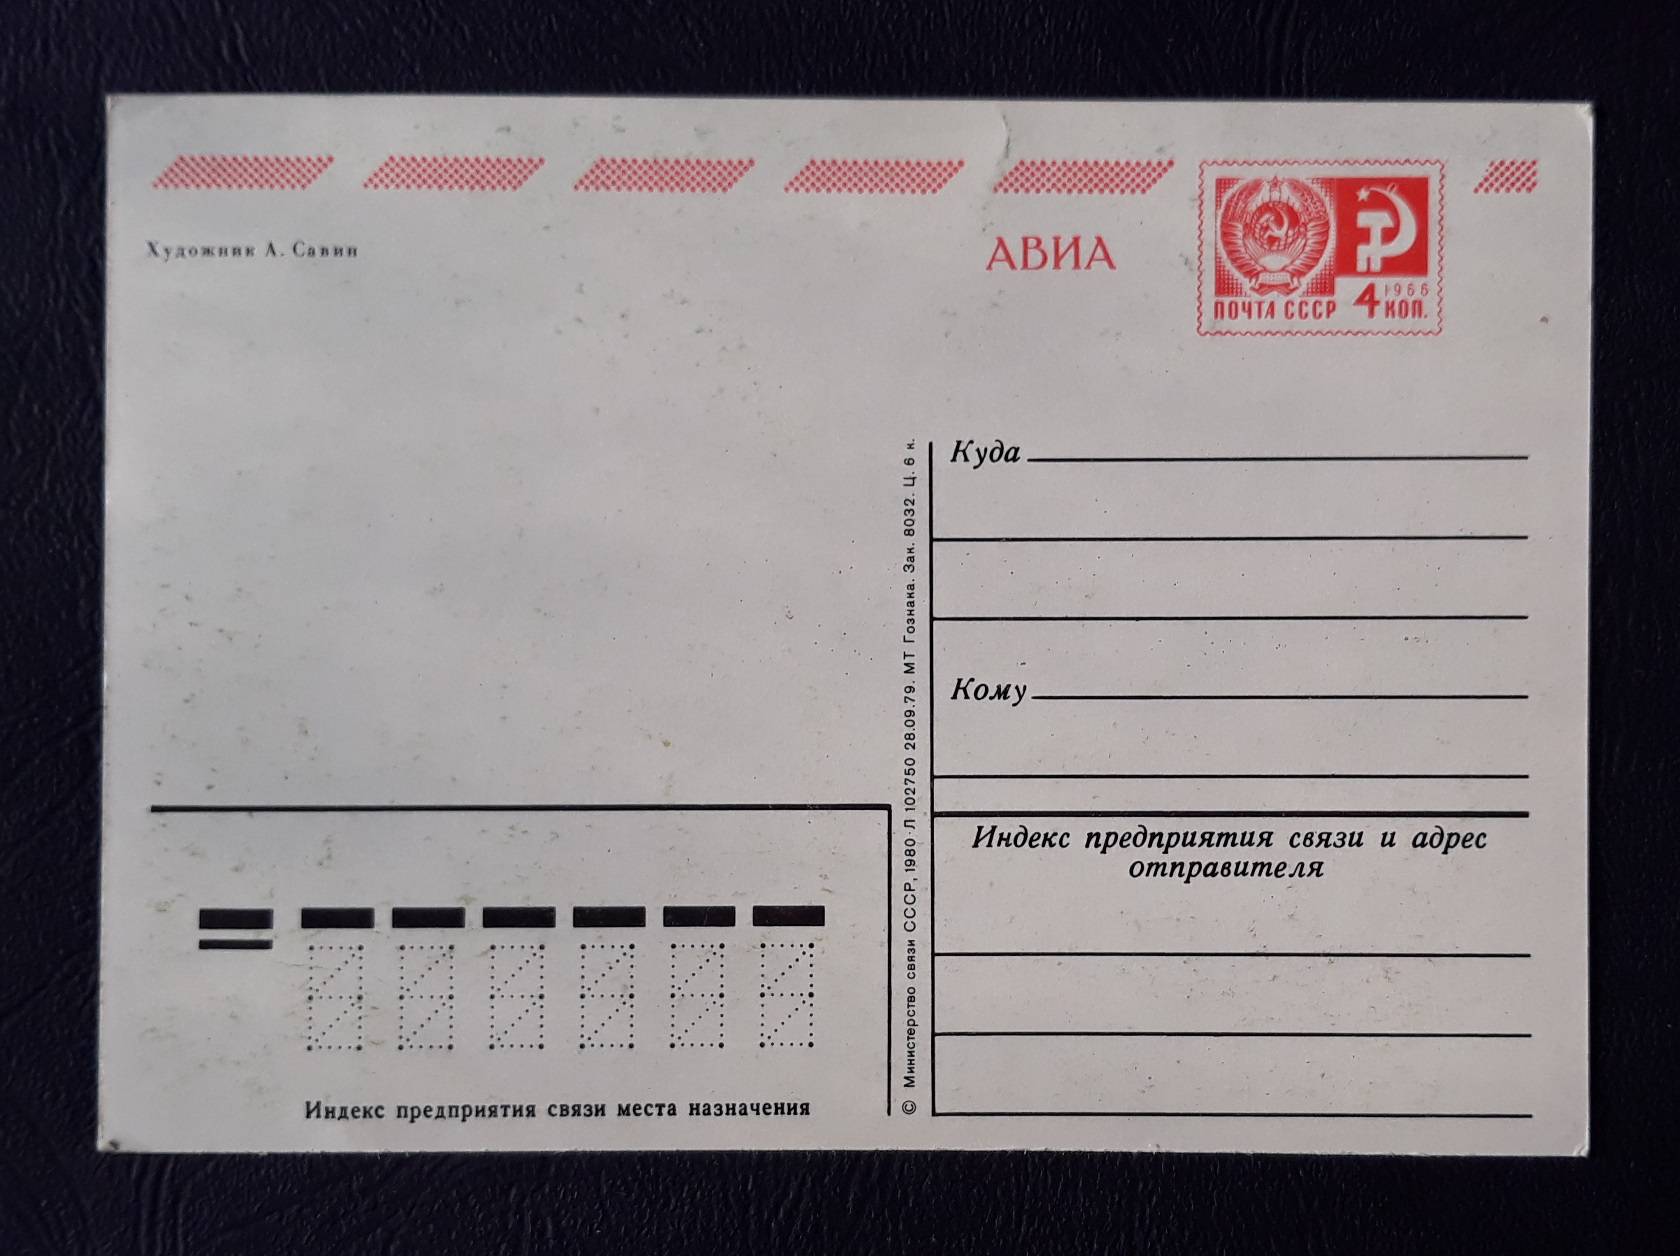 Художник А. Савин
АВИА
ПОЧТА СССР 4 1966 КОП.
Куда
Кому
Индекс предприятия связи и адрес
отправителя
© Министерство связи СССР, 1980·Л 102750 28.09.79. МТ Гознака. Зак. 8032. Ц. 6 к.
Индекс предприятия связи места назначения